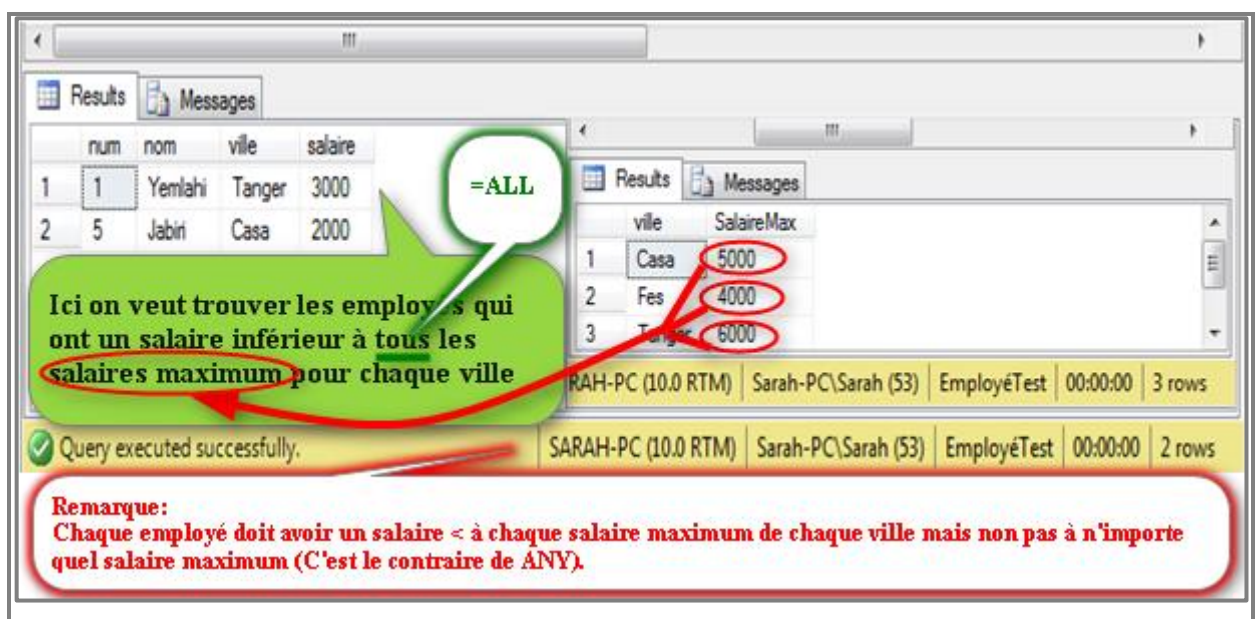 Results Messages
num nom ville salaire
1 1 Yemlahi Tanger 3000
2 5 Jabiri Casa 2000
=ALL
Results Messages
ville SalaireMax
1 Casa 5000
2 Fes 4000
3 Tanger 6000
Ici on veut trouver les employés qui
ont un salaire inférieur à tous les
salaires maximum pour chaque ville
RAH-PC (10.0 RTM) Sarah-PC\Sarah (53) EmployéTest 00:00:00 3 rows
Query executed successfully. SARAH-PC (10.0 RTM) Sarah-PC\Sarah (53) EmployéTest 00:00:00 2 rows
Remarque:
Chaque employé doit avoir un salaire < à chaque salaire maximum de chaque ville mais non pas à n'importe
quel salaire maximum (C'est le contraire de ANY).